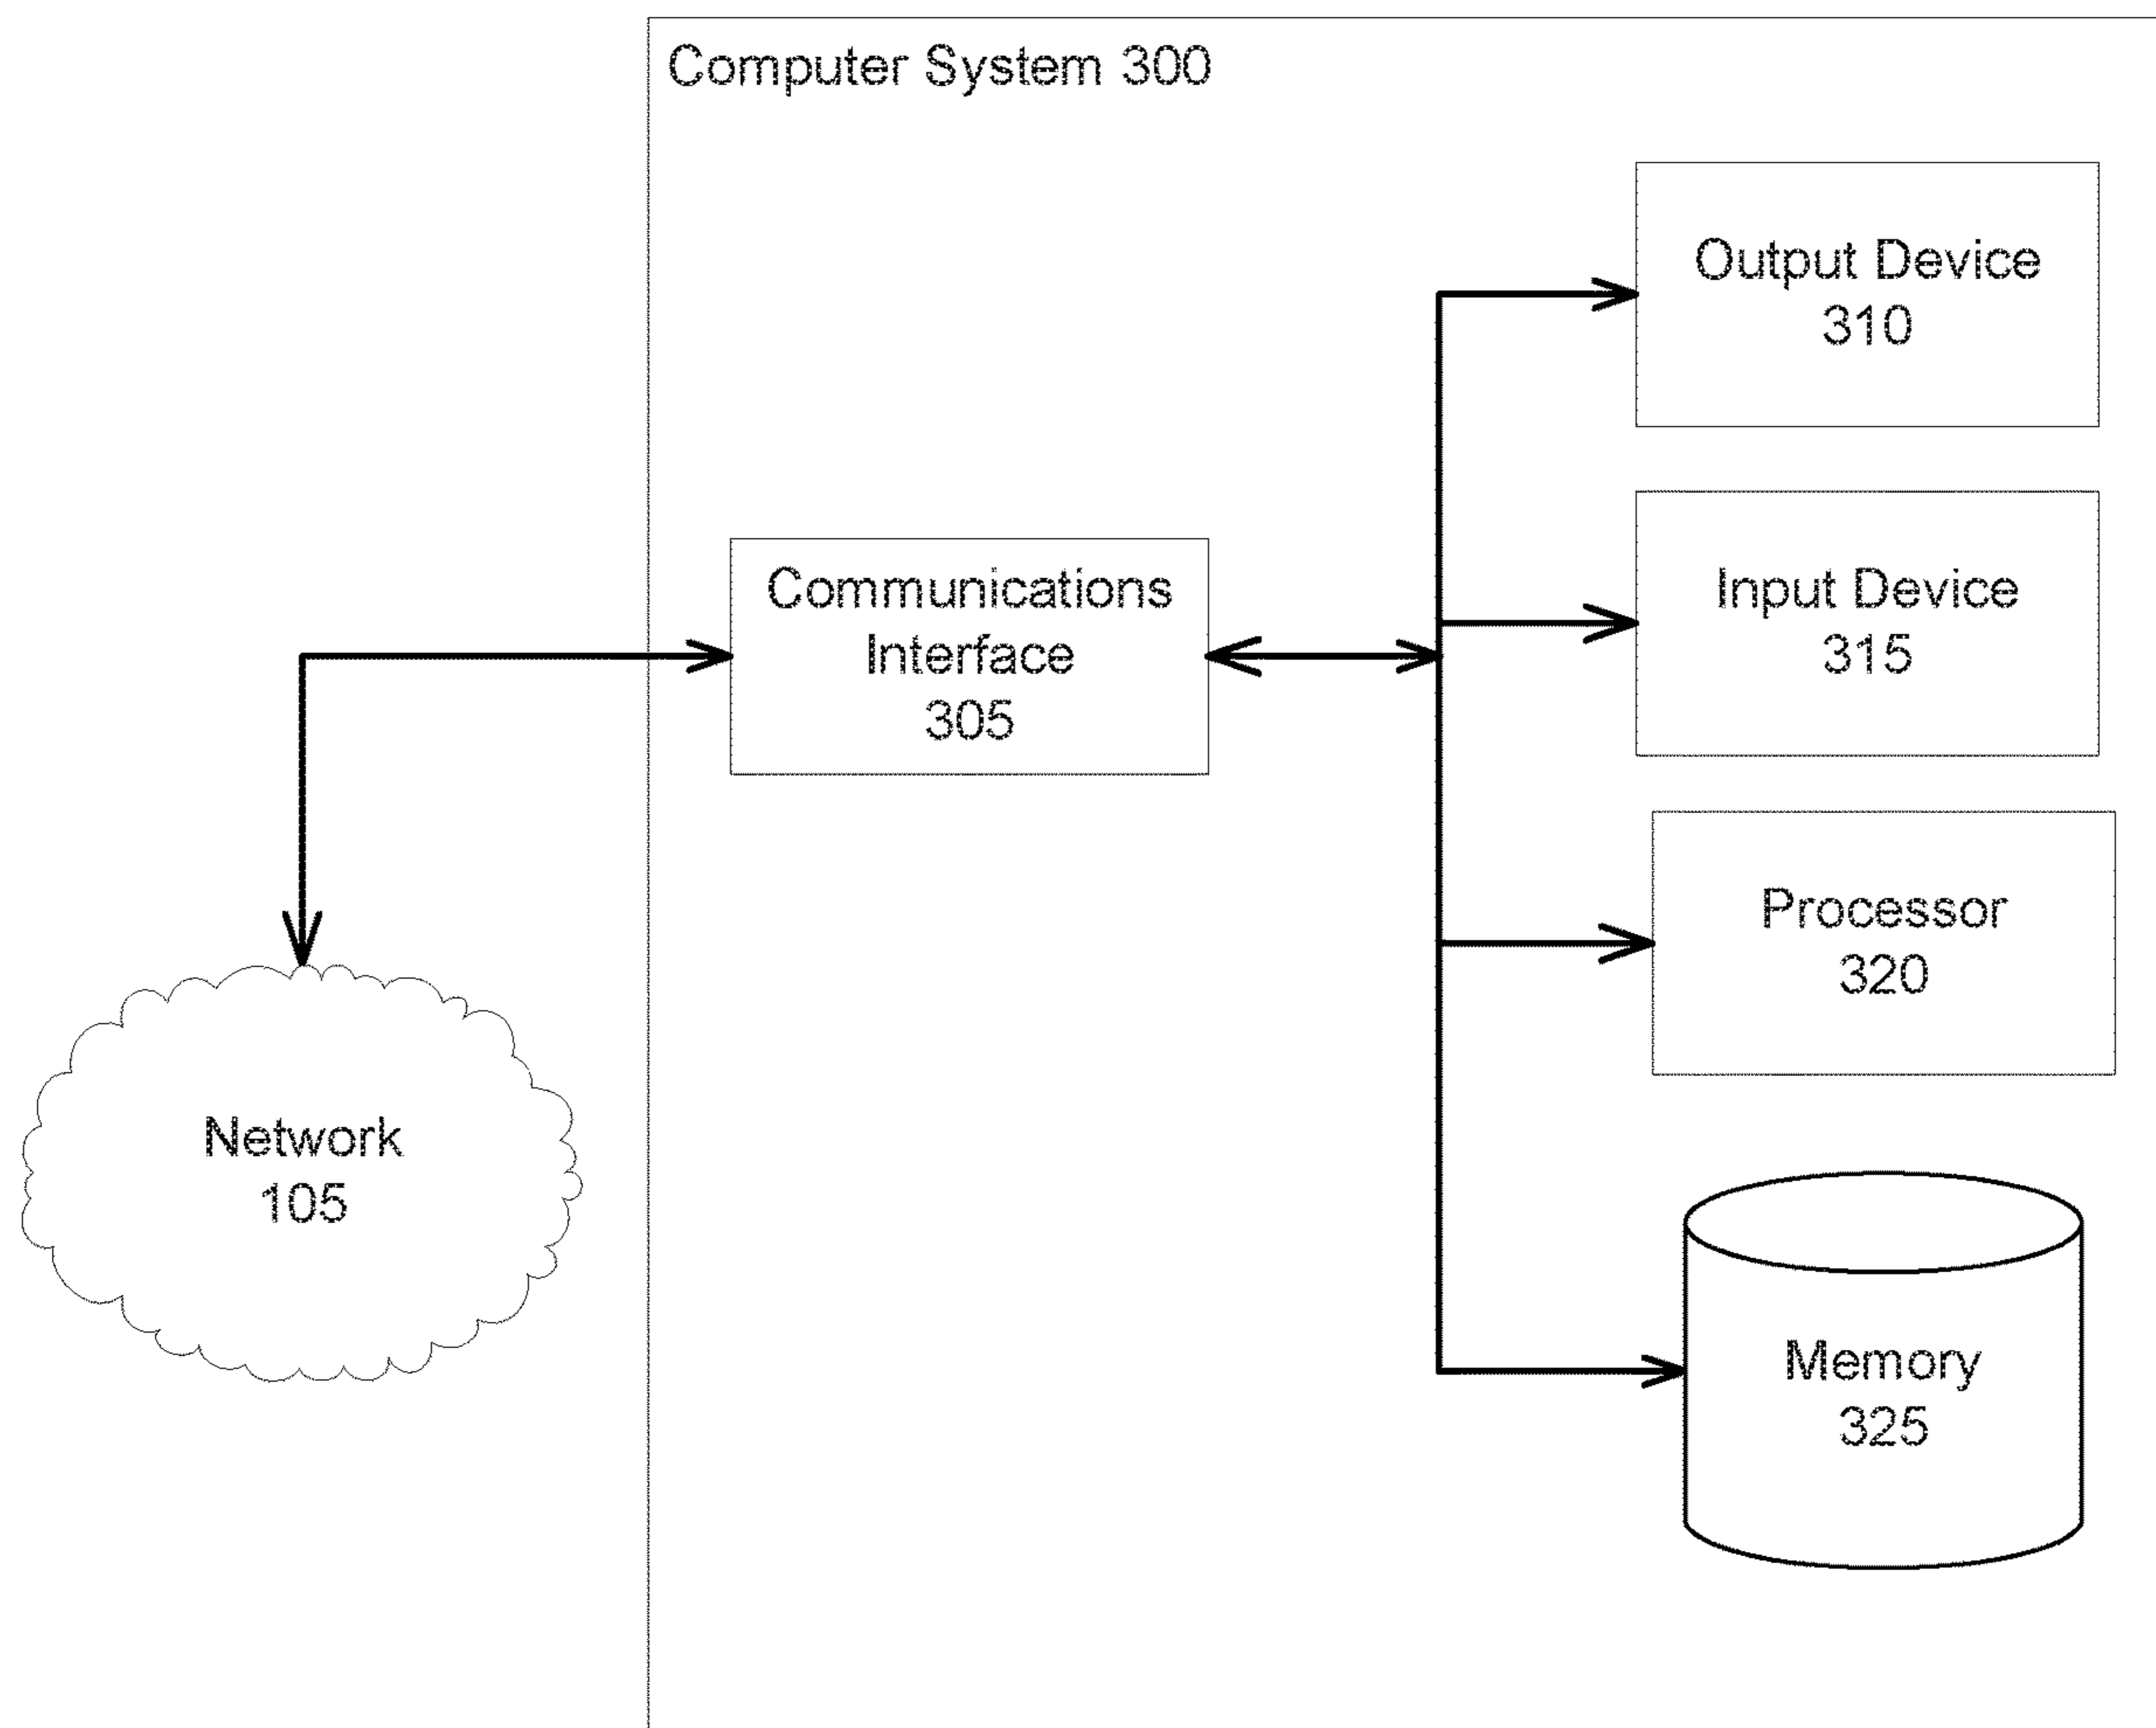 Computer System 300
Output Device
310
Input Device
315
Communications
Interface
305
Processor
320
Network
105
Memory
325